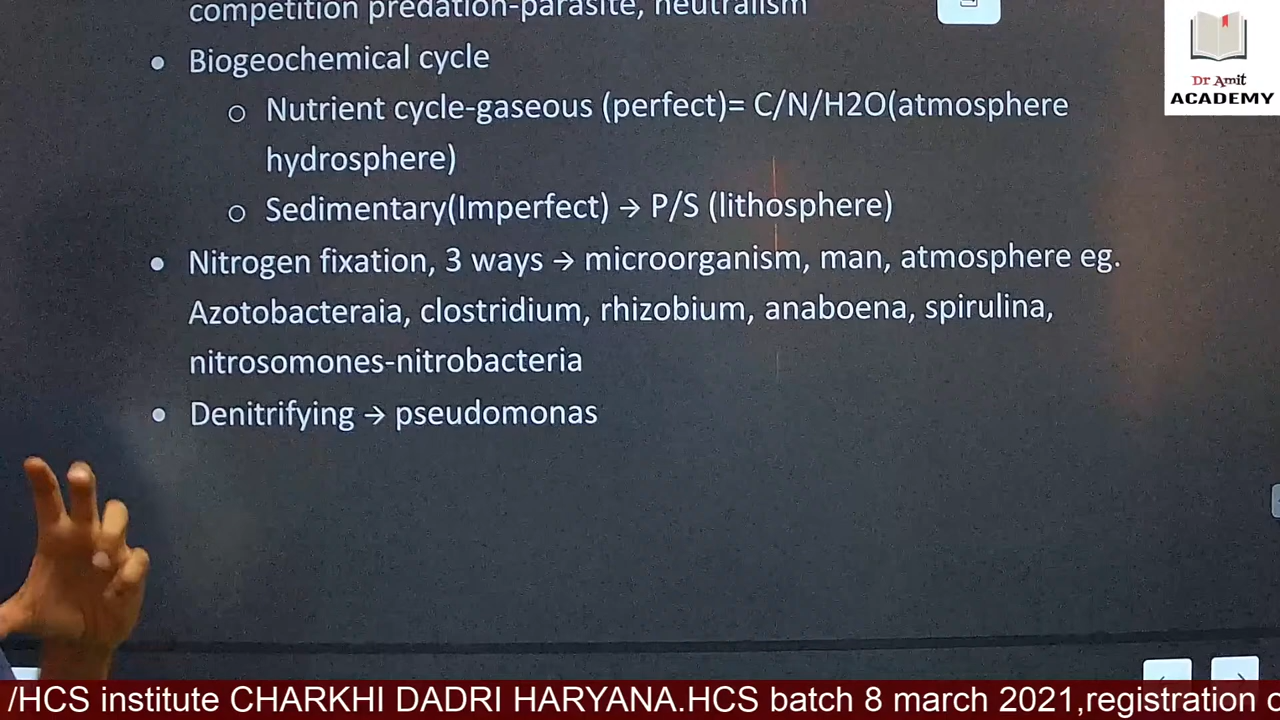 competition predation-parasite, neutralism
• Biogeochemical cycle
o Nutrient cycle-gaseous (perfect)= C/N/H2O(atmosphere
hydrosphere)
o Sedimentary(Imperfect) → P/S (lithosphere)
• Nitrogen fixation, 3 ways → microorganism, man, atmosphere eg.
Azotobacteraia, clostridium, rhizobium, anaboena, spirulina,
nitrosomones-nitrobacteria
• Denitrifying → pseudomonas
Dr Amit
ACADEMY
/HCS institute CHARKHI DADRI HARYANA.HCS batch 8 march 2021,registration